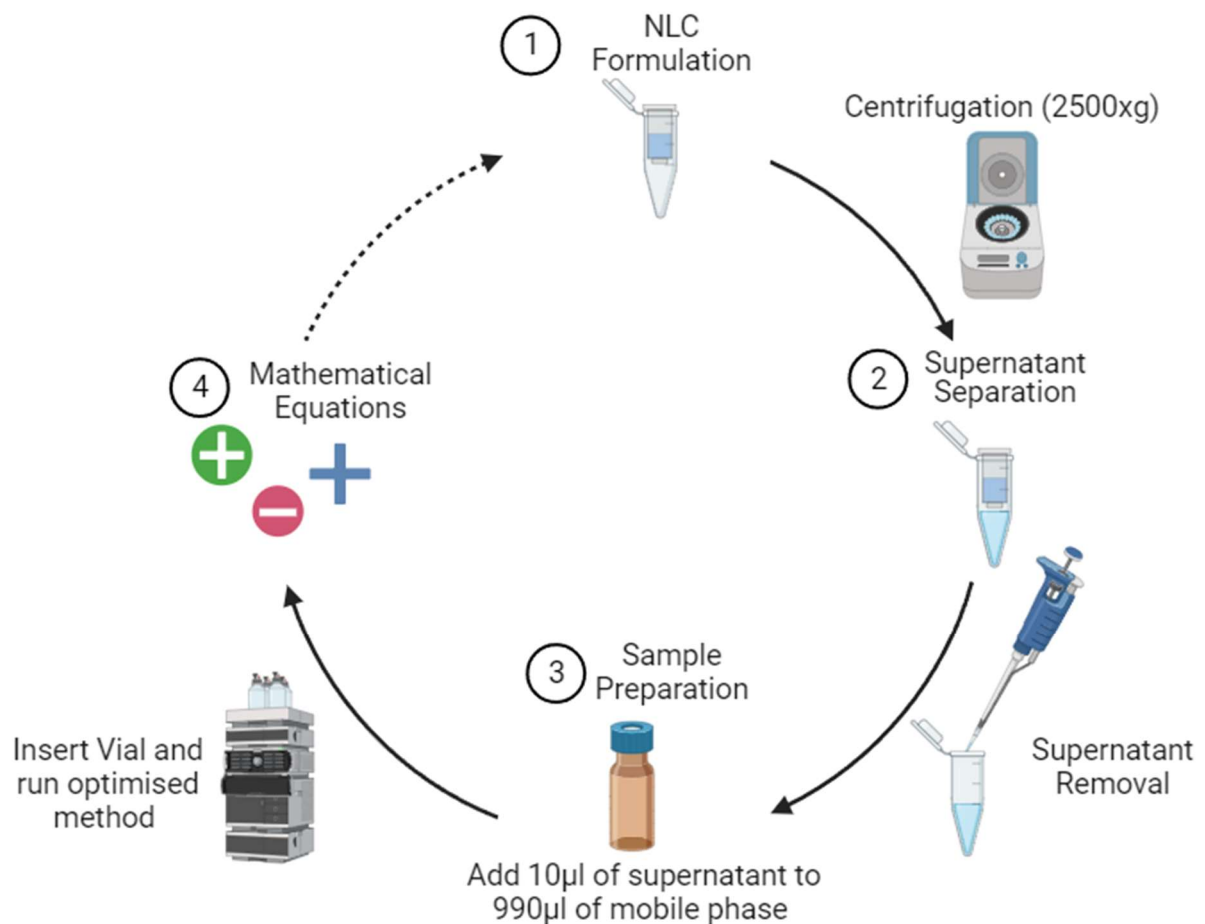 1
NLC
Formulation
Centrifugation (2500xg)
2
Supernatant
Separation
Supernatant
Removal
3
Sample
Preparation
Add 10µl of supernatant to
990µl of mobile phase
Insert Vial and
run optimised
method
4
Mathematical
Equations